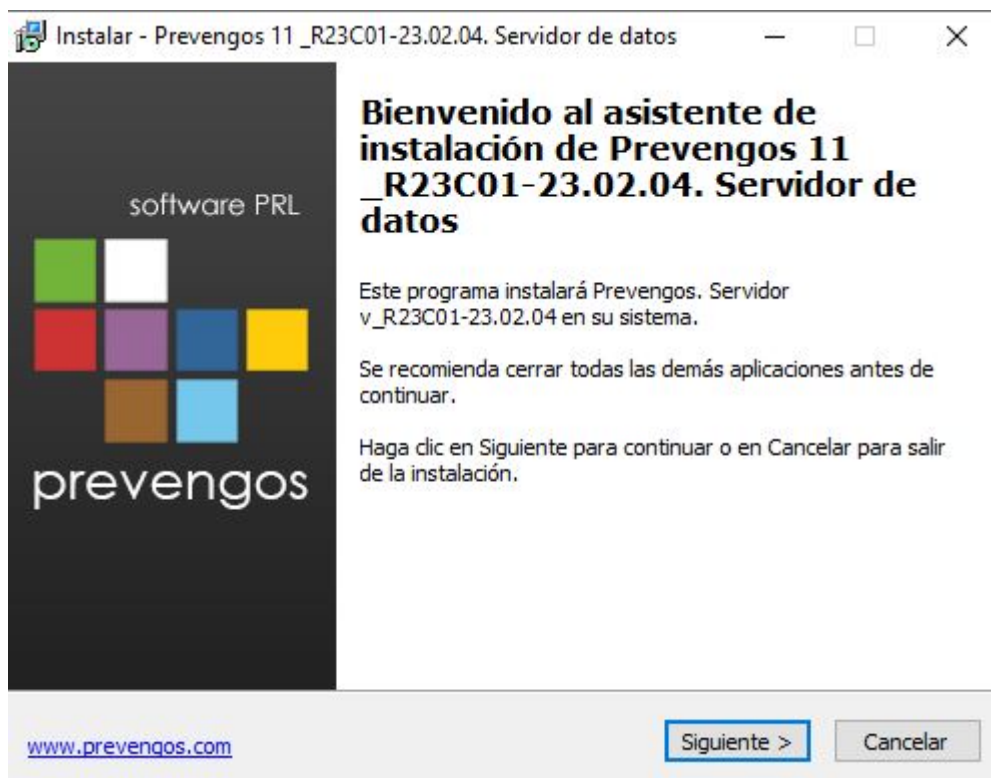 Instalar - Prevengos 11 _R23C01-23.02.04. Servidor de datos
software PRL
prevengos
Bienvenido al asistente de
instalación de Prevengos 11
_R23C01-23.02.04. Servidor de
datos
Este programa instalará Prevengos. Servidor
v_R23C01-23.02.04 en su sistema.
Se recomienda cerrar todas las demás aplicaciones antes de
continuar.
Haga clic en Siguiente para continuar o en Cancelar para salir
de la instalación.
www.prevengos.com
Siguiente >
Cancelar